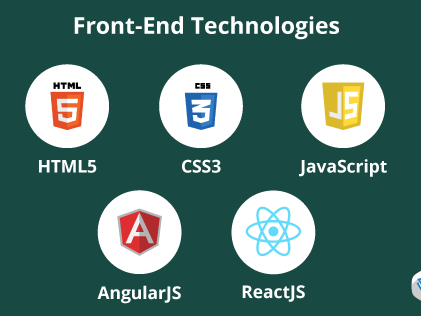 Front-End Technologies
HTML
5
CSS
3
JS
HTML5
CSS3
JavaScript
A
AngularJS
ReactJS